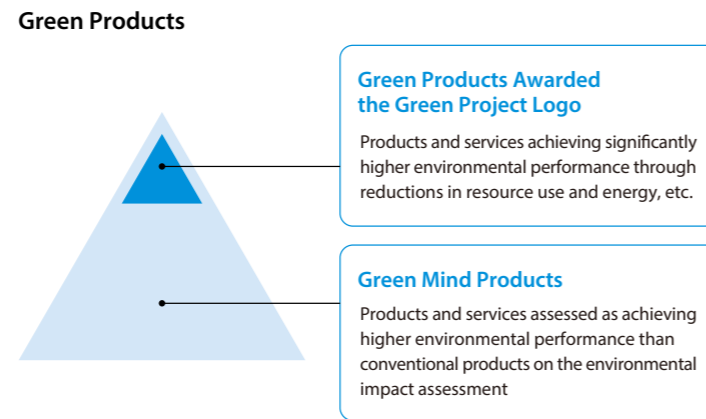 Green Products
Green Products Awarded
the Green Project Logo
Products and services achieving significantly
higher environmental performance through
reductions in resource use and energy, etc.
Green Mind Products
Products and services assessed as achieving
higher environmental performance than
conventional products on the environmental
impact assessment